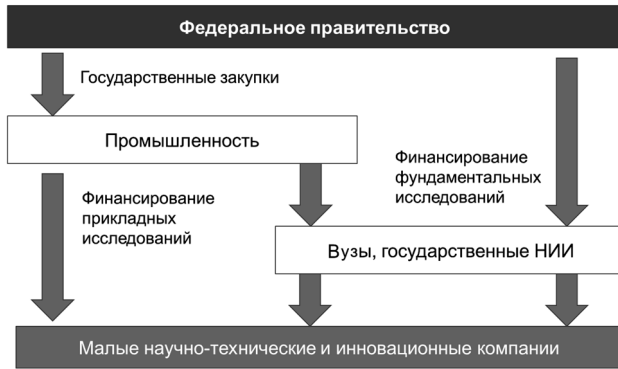 Федеральное правительство
Государственные закупки
Промышленность
Финансирование
фундаментальных
исследований
Финансирование
прикладных
исследований
Вузы, государственные НИИ
Малые научно-технические и инновационные компании